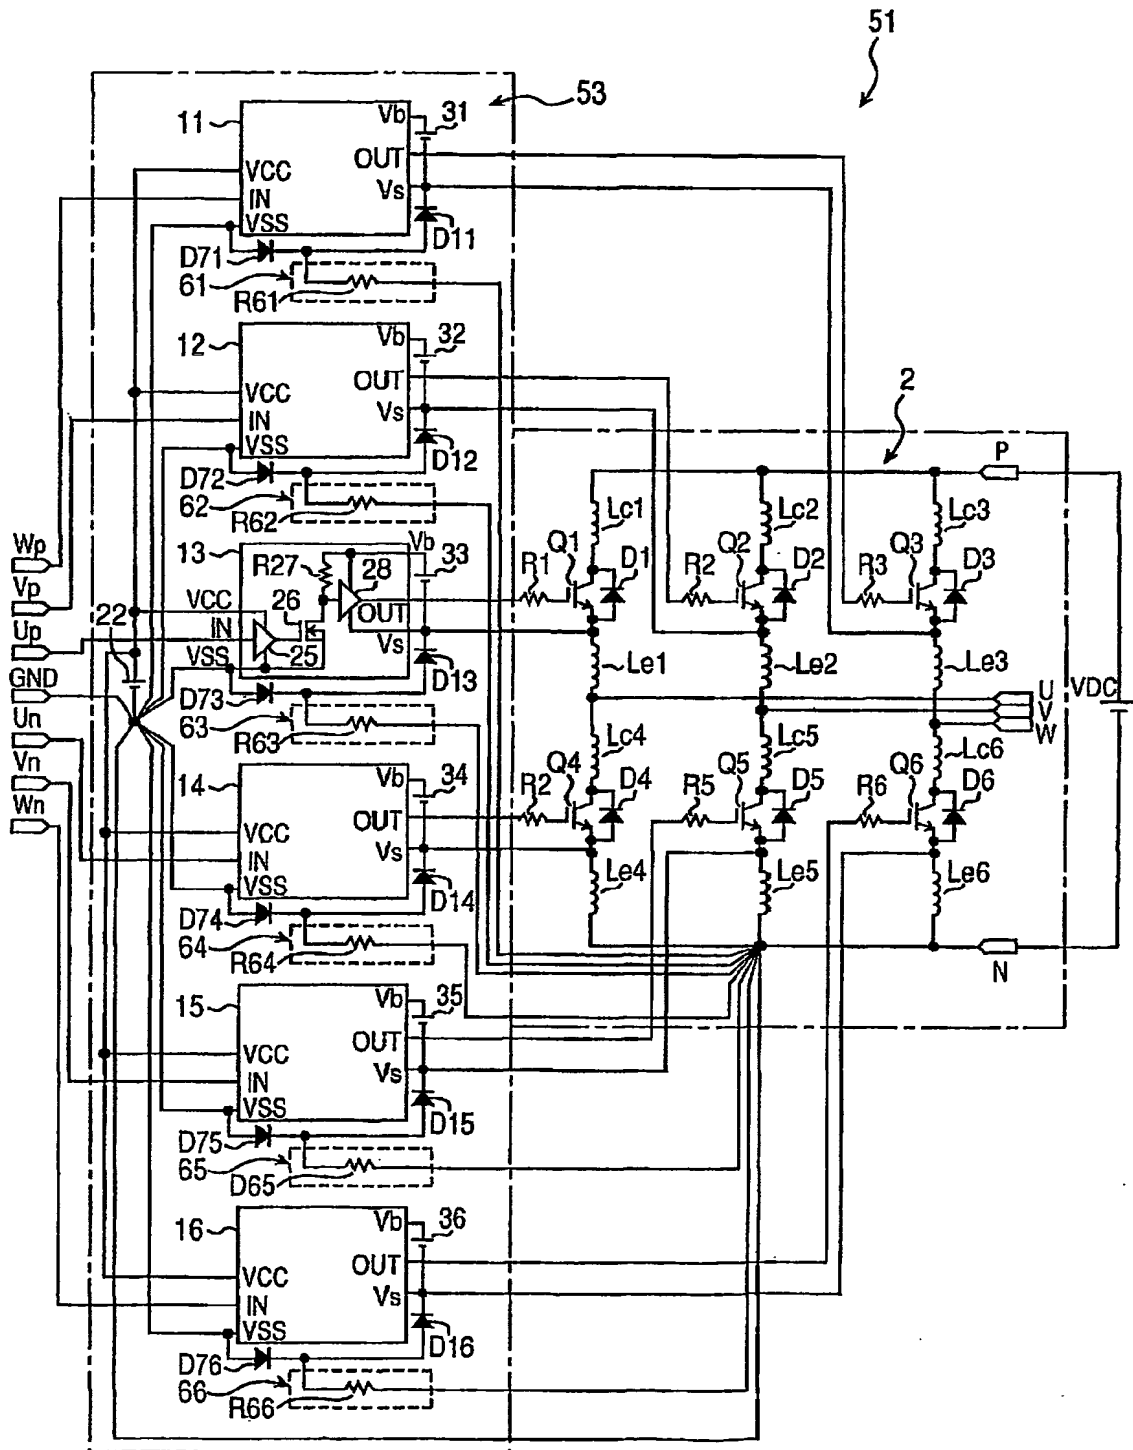 51
53
11
Vb
31
OUT
VCC
IN
Vs
VSS
D71
D11
61
R61
12
Vb
32
OUT
VCC
Vs
IN
VSS
D72
D12
62
R62
2
P
Lc1
Lc2
Lc3
Wp
13
Vb
33
R27
28
R1
Q1
D1
R2
Q2
D2
R3
Q3
D3
Vp
22
VCC
26
OUT
Up
IN
Vs
VSS
25
GND
D73
D13
Le1
Le2
Le3
U
V
W
VDC
Un
63
R63
Lc4
Lc5
Lc6
Vn
14
Vb
34
R2
Q4
D4
R5
Q5
D5
R6
Q6
D6
Wn
OUT
VCC
Vs
IN
VSS
D74
D14
Le4
Le5
Le6
64
R64
N
15
Vb
35
OUT
VCC
Vs
IN
VSS
D75
D15
65
D65
16
Vb
36
OUT
VCC
Vs
IN
VSS
D76
D16
66
R66